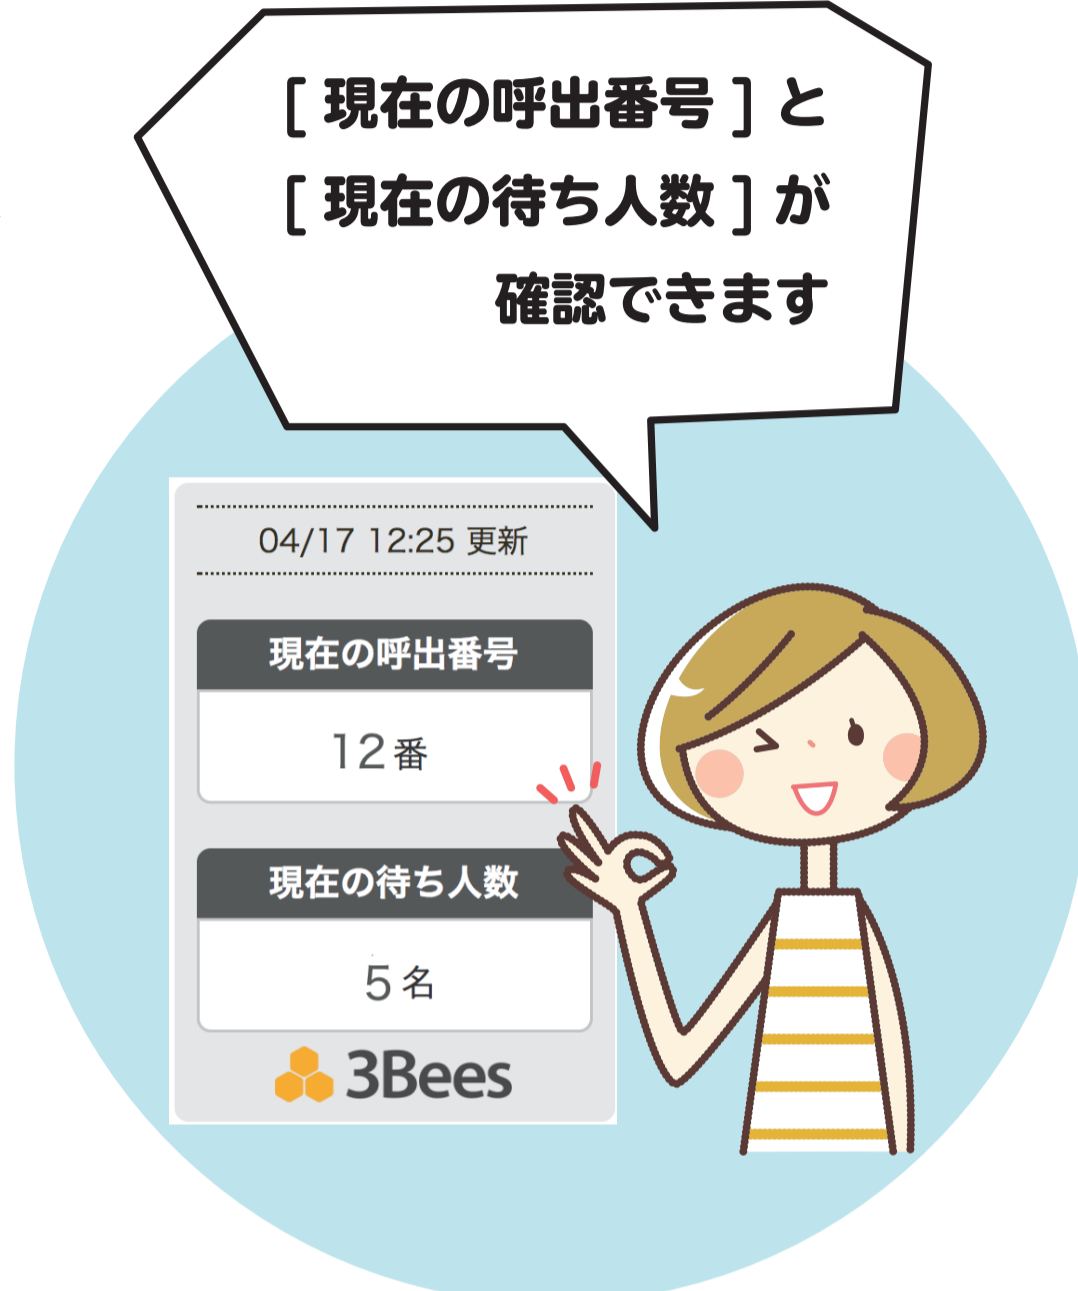 [ 現在の呼出番号 ] と
[ 現在の待ち人数 ] が
確認できます
04/17 12:25 更新
現在の呼出番号
12番
現在の待ち人数
5名
3Bees